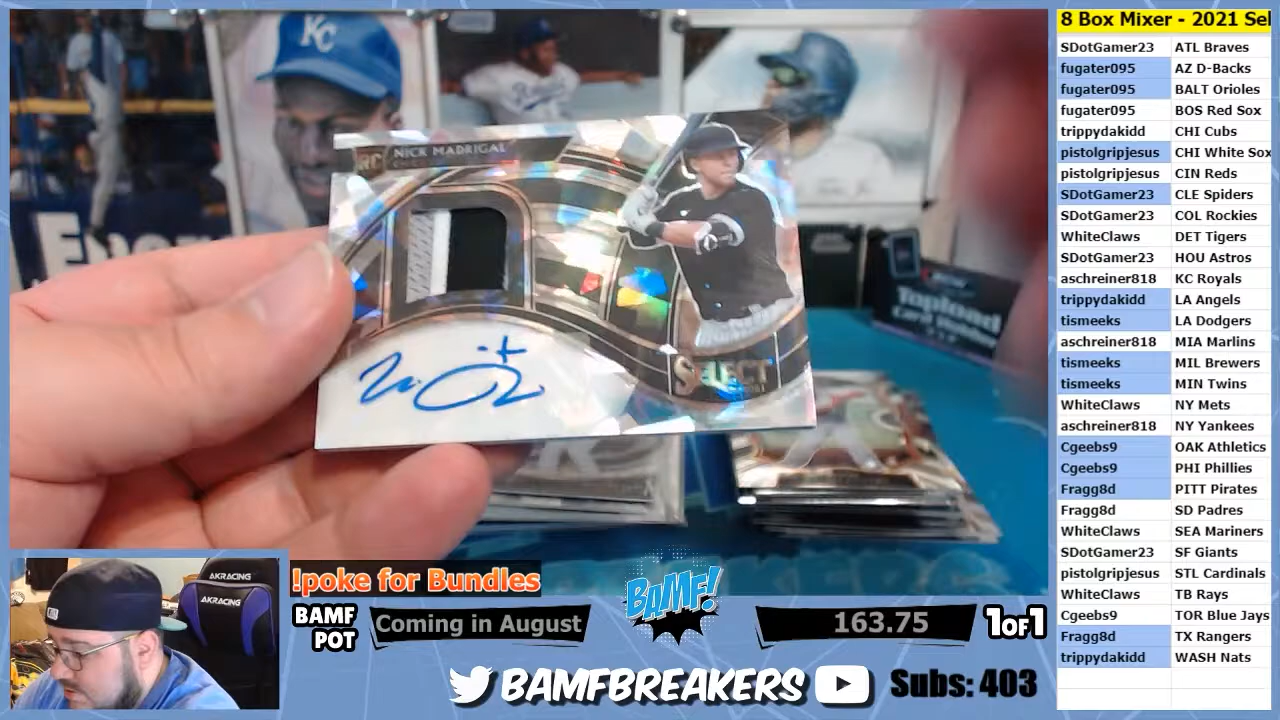 KC
RC NICK MADRIGAL
SELECT
Topload
Card Holder
8 Box Mixer - 2021 Sel
SDotGamer23 ATL Braves
fugater095 AZ D-Backs
fugater095 BALT Orioles
fugater095 BOS Red Sox
trippydakidd CHI Cubs
pistolgripjesus CHI White Sox
pistolgripjesus CIN Reds
SDotGamer23 CLE Spiders
SDotGamer23 COL Rockies
WhiteClaws DET Tigers
SDotGamer23 HOU Astros
aschreiner818 KC Royals
trippydakidd LA Angels
tismeeks LA Dodgers
aschreiner818 MIA Marlins
tismeeks MIL Brewers
tismeeks MIN Twins
WhiteClaws NY Mets
aschreiner818 NY Yankees
Cgeebs9 OAK Athletics
Cgeebs9 PHI Phillies
Fragg8d PITT Pirates
Fragg8d SD Padres
WhiteClaws SEA Mariners
SDotGamer23 SF Giants
pistolgripjesus STL Cardinals
WhiteClaws TB Rays
Cgeebs9 TOR Blue Jays
Fragg8d TX Rangers
trippydakidd WASH Nats
AKRACING
AKRACING
!poke for Bundles
BAMF POT Coming in August
BAMF!
163.75 1OF1
BAMFBREAKERS Subs: 403